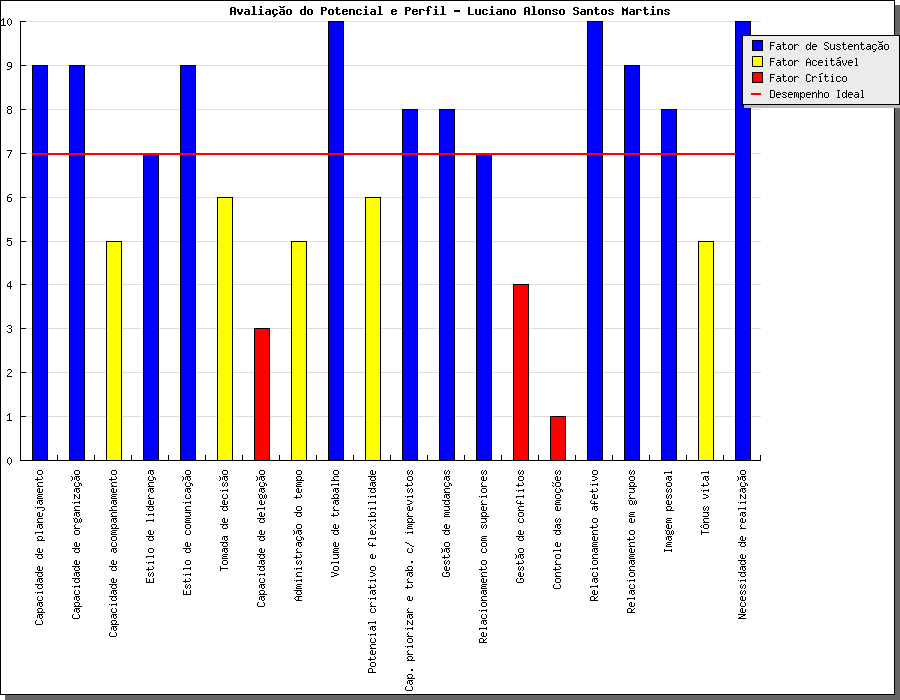 Avaliação do Potencial e Perfil - Luciano Alonso Santos Martins
10
9
8
7
6
5
4
3
2
1
0
Fator de Sustentação
Fator Aceitável
Fator Crítico
Desempenho Ideal
Capacidade de planejamento
Capacidade de organização
Capacidade de acompanhamento
Estilo de liderança
Estilo de comunicação
Tomada de decisão
Capacidade de delegação
Administração do tempo
Volume de trabalho
Potencial criativo e flexibilidade
Cap. priorizar e trab. c/ imprevistos
Gestão de mudanças
Relacionamento com superiores
Gestão de conflitos
Controle das emoções
Relacionamento afetivo
Relacionamento em grupos
Imagem pessoal
Tônus vital
Necessidade de realização